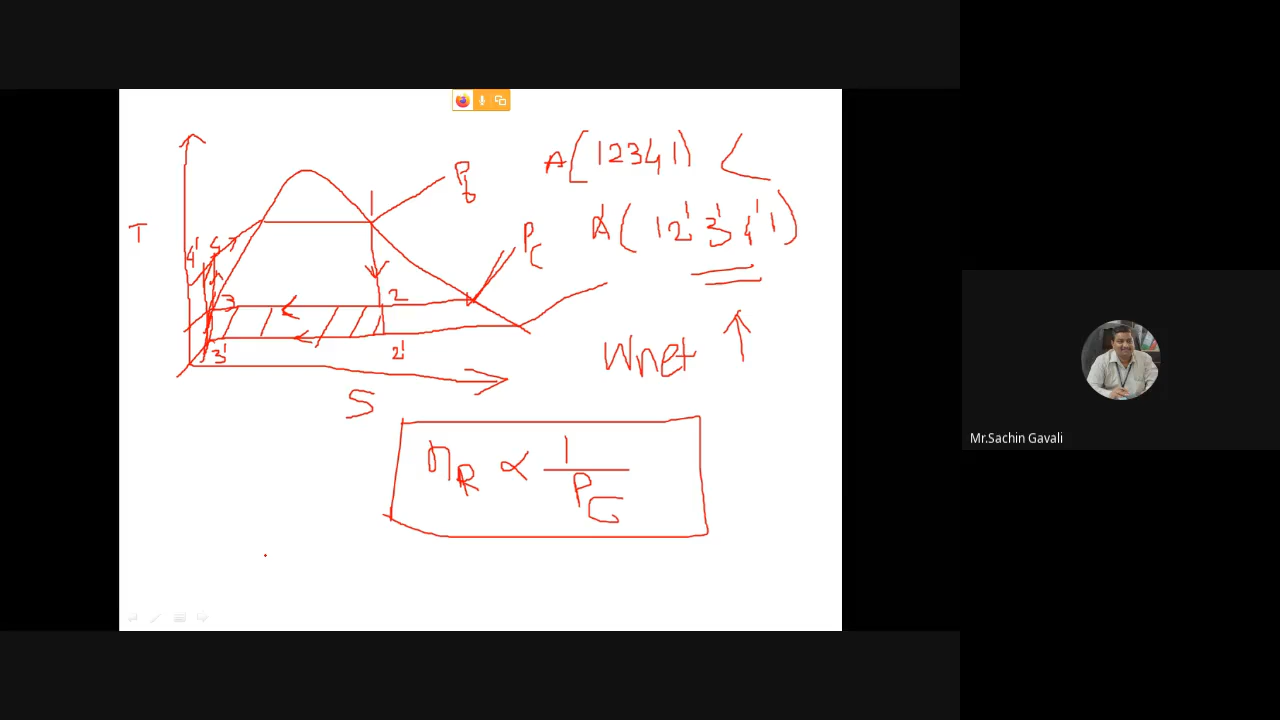 A(12341) <
A'(12'3'4'1)
T
1
Pb
PC
4'
4
3
2
3'
2'
S
Wnet ↑
ηR ∝ 1/PC
Mr.Sachin Gavali